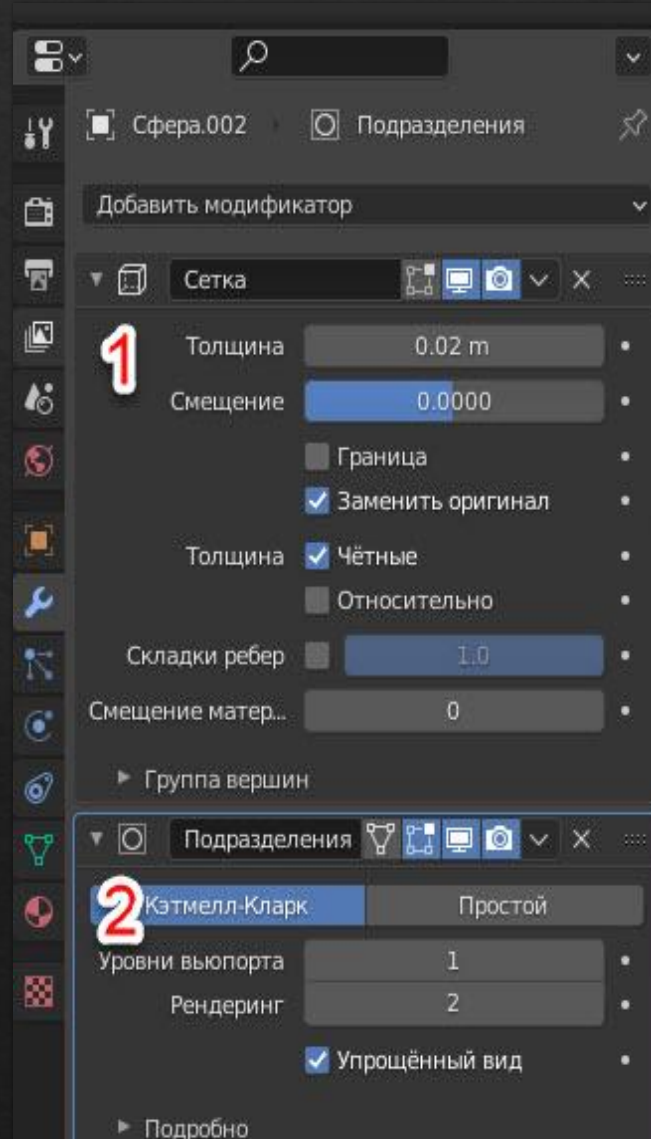 Сфера.002 Подразделения
Добавить модификатор
Сетка
1
Толщина 0.02 m
Смещение 0.0000
Граница
Заменить оригинал
Толщина Чётные
Относительно
Складки ребер 1.0
Смещение матер... 0
Группа вершин
Подразделения
2
Кэтмелл-Кларк Простой
Уровни вьюпорта 1
Рендеринг 2
Упрощённый вид
Подробно